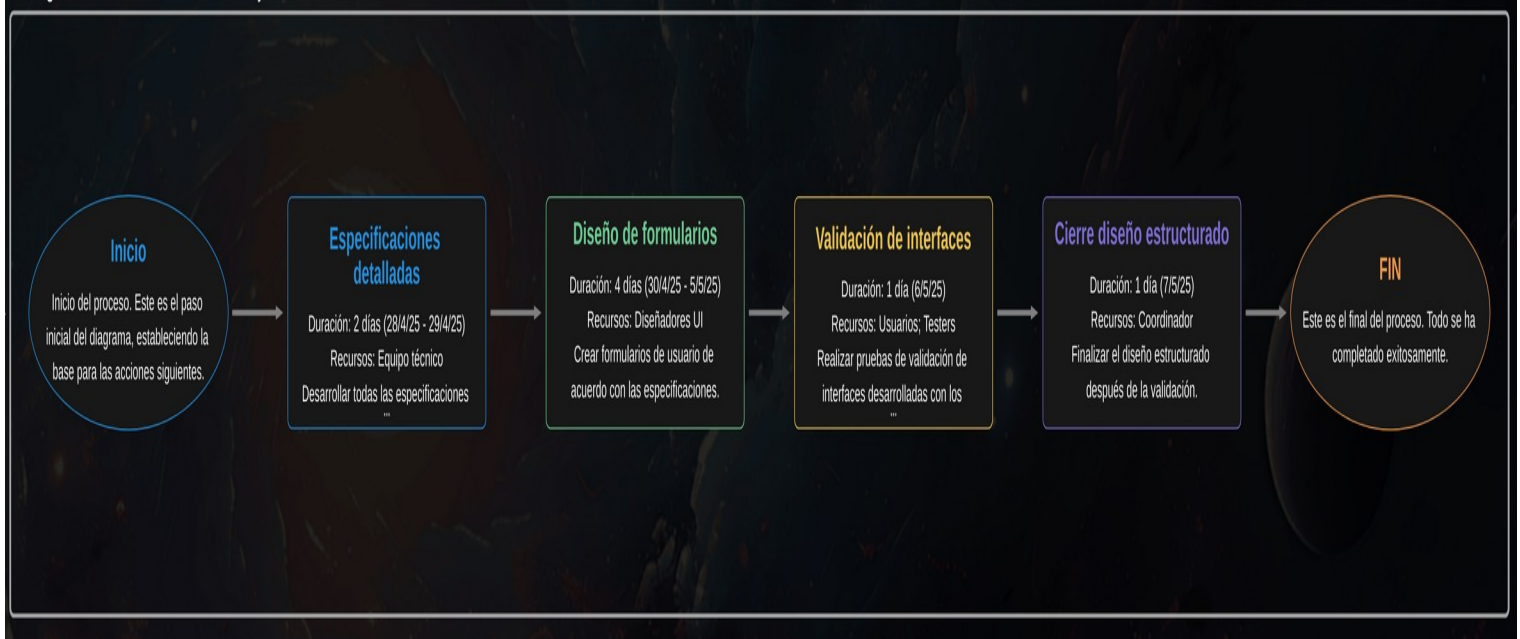 Inicio
Inicio del proceso. Este es el paso
inicial del diagrama, estableciendo la
base para las acciones siguientes.
Especificaciones
detalladas
Duración: 2 días (28/4/25 - 29/4/25)
Recursos: Equipo técnico
Desarrollar todas las especificaciones
...
Diseño de formularios
Duración: 4 días (30/4/25 - 5/5/25)
Recursos: Diseñadores UI
Crear formularios de usuario de
acuerdo con las especificaciones.
Validación de interfaces
Duración: 1 día (6/5/25)
Recursos: Usuarios; Testers
Realizar pruebas de validación de
interfaces desarrolladas con los
...
Cierre diseño estructurado
Duración: 1 día (7/5/25)
Recursos: Coordinador
Finalizar el diseño estructurado
después de la validación.
FIN
Este es el final del proceso. Todo se ha
completado exitosamente.